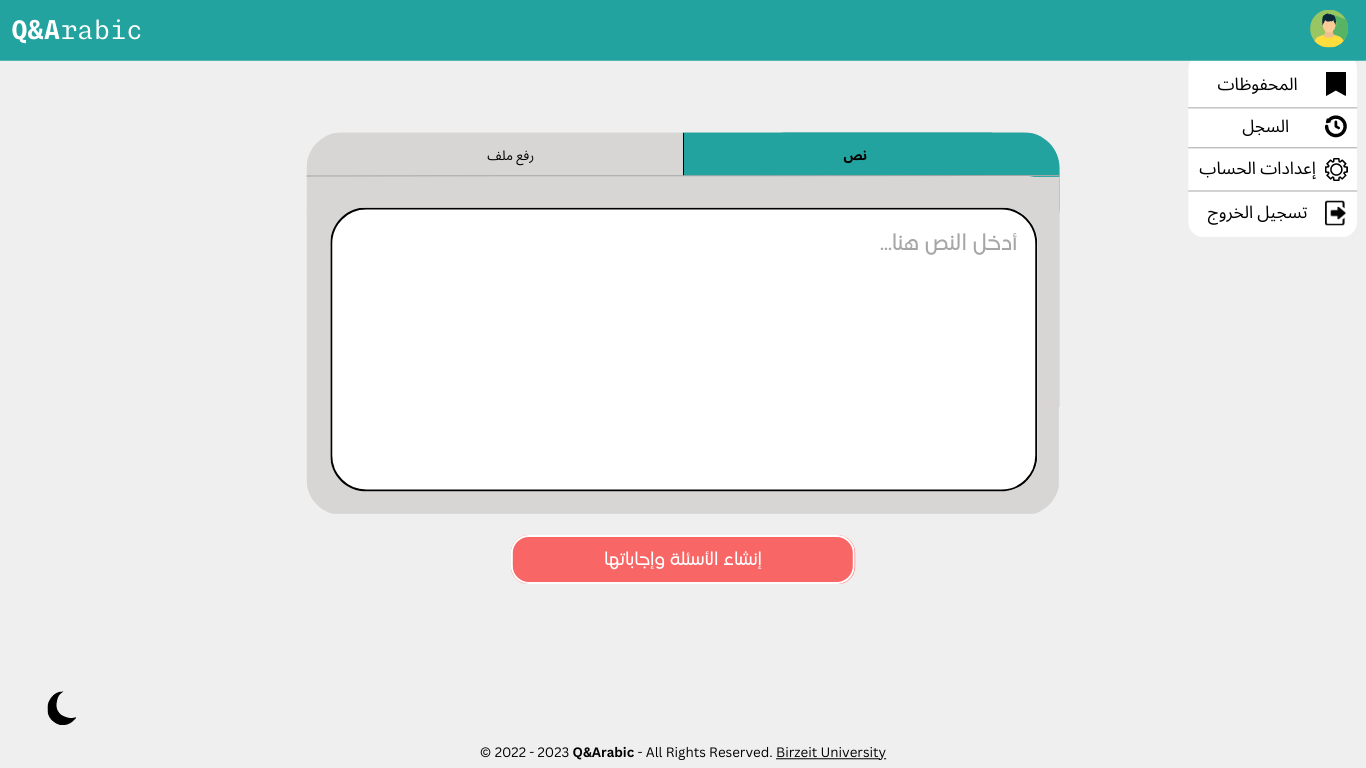 Q&Arabic
المحفوظات
السجل
إعدادات الحساب
تسجيل الخروج
نص
رفع ملف
أدخل النص هنا...
إنشاء الأسئلة وإجاباتها
© 2022 - 2023 Q&Arabic - All Rights Reserved. Birzeit University